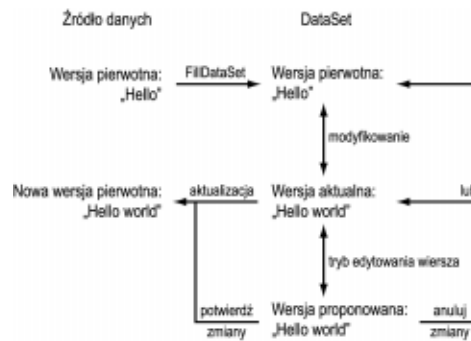 Źródło danych DataSet
Wersja pierwotna: FillDataSet Wersja pierwotna:
„Hello" „Hello"
modyfikowanie
Nowa wersja pierwotna: aktualizacja Wersja aktualna:
„Hello world" „Hello world"
tryb edytowania wiersza
potwierdź Wersja proponowana: anuluj
zmiany „Hello world" zmiany